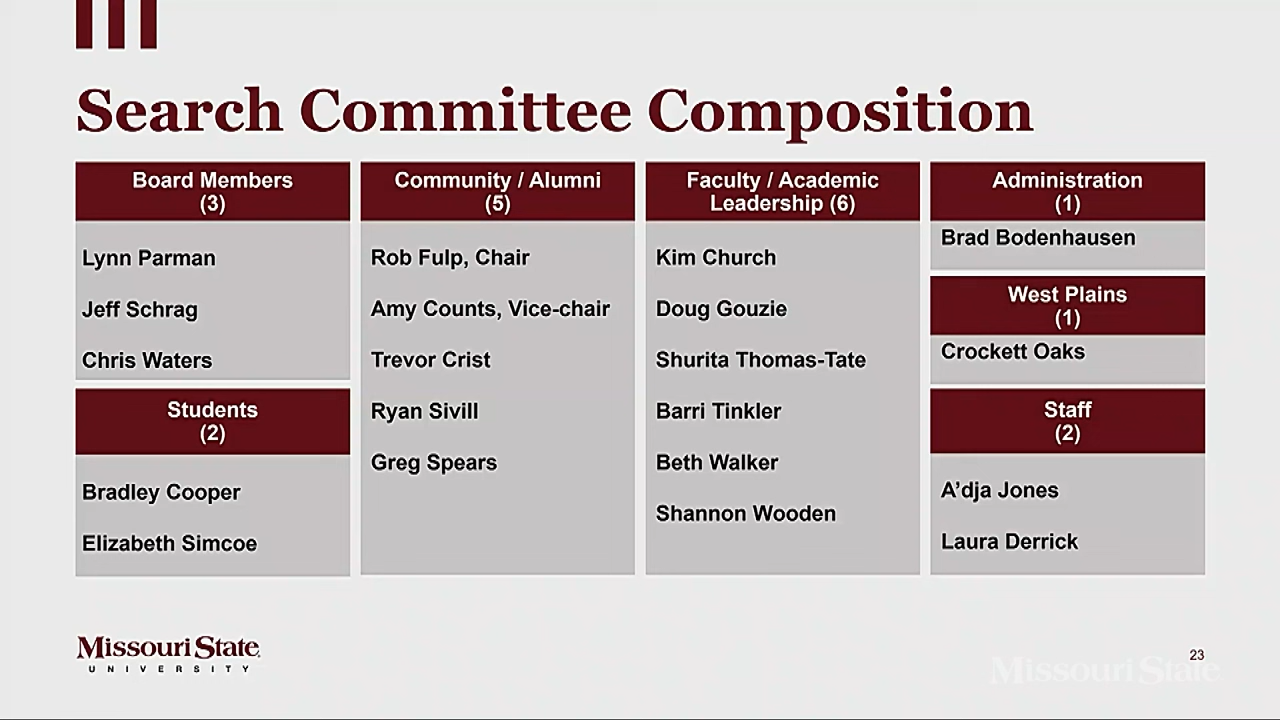 Search Committee Composition
Board Members
(3)
Lynn Parman
Jeff Schrag
Chris Waters
Students
(2)
Bradley Cooper
Elizabeth Simcoe
Community / Alumni
(5)
Rob Fulp, Chair
Amy Counts, Vice-chair
Trevor Crist
Ryan Sivill
Greg Spears
Faculty / Academic
Leadership (6)
Kim Church
Doug Gouzie
Shurita Thomas-Tate
Barri Tinkler
Beth Walker
Shannon Wooden
Administration
(1)
Brad Bodenhausen
West Plains
(1)
Crockett Oaks
Staff
(2)
A’dja Jones
Laura Derrick
Missouri State
UNIVERSITY
23
Missouri State